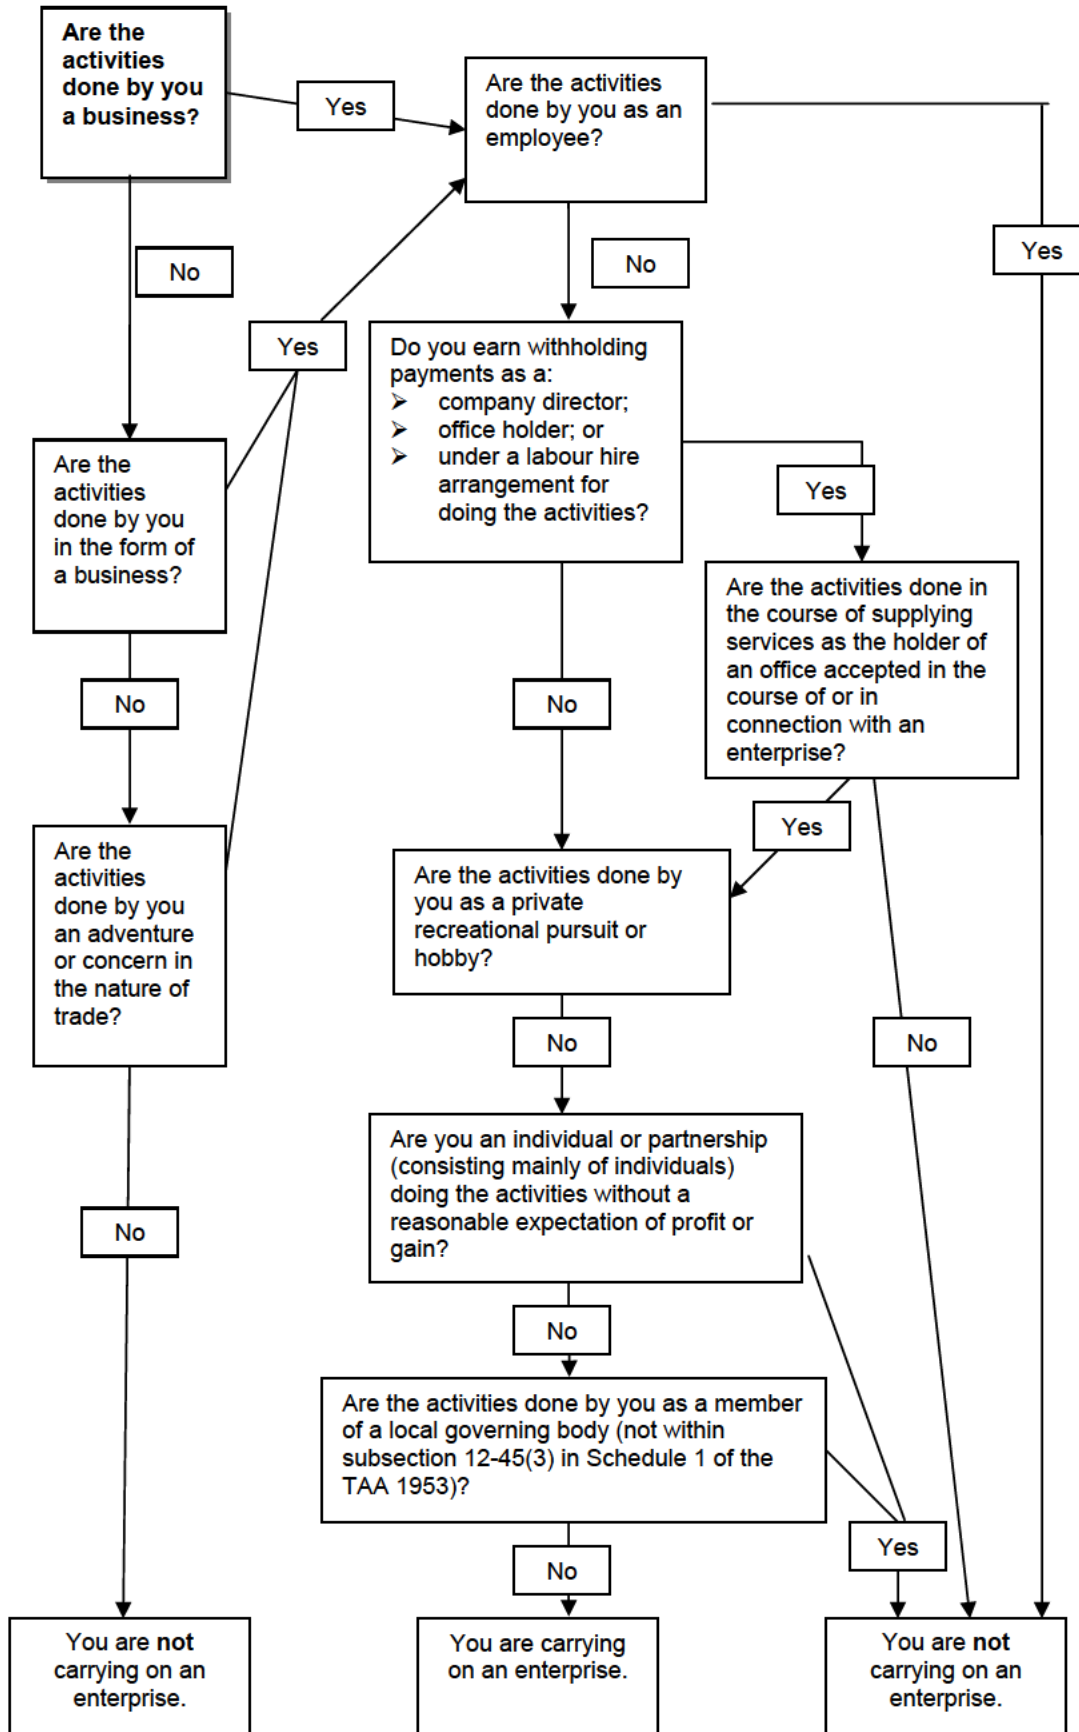 Are the
activities
done by you
a business?
Yes
Are the activities
done by you as an
employee?
Yes
No
No
Yes
Do you earn withholding
payments as a:
➢ company director;
➢ office holder; or
➢ under a labour hire
arrangement for
doing the activities?
Yes
Are the
activities
done by you
in the form of
a business?
Are the activities done in
the course of supplying
services as the holder of
an office accepted in the
course of or in
connection with an
enterprise?
No
No
Yes
Are the
activities
done by you
an adventure
or concern in
the nature of
trade?
Are the activities done by
you as a private
recreational pursuit or
hobby?
No
No
Are you an individual or partnership
(consisting mainly of individuals)
doing the activities without a
reasonable expectation of profit or
gain?
No
No
Are the activities done by you as a member
of a local governing body (not within
subsection 12-45(3) in Schedule 1 of the
TAA 1953)?
Yes
No
You are not
carrying on an
enterprise.
You are carrying
on an enterprise.
You are not
carrying on an
enterprise.